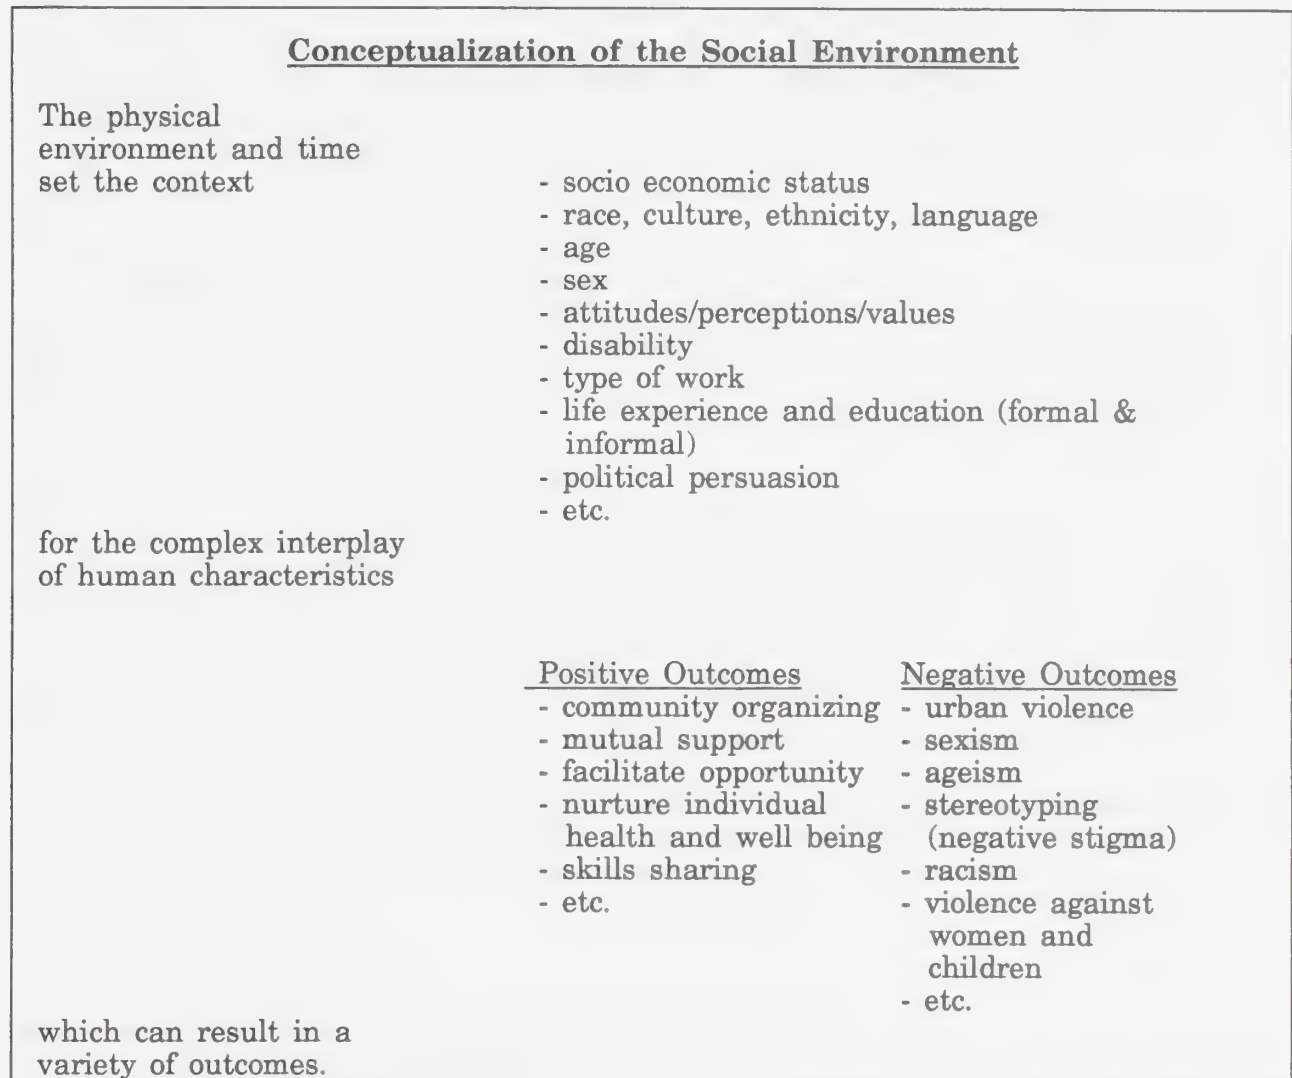 Conceptualization of the Social Environment
The physical
environment and time
set the context
- socio economic status
- race, culture, ethnicity, language
- age
- sex
- attitudes/perceptions/values
- disability
- type of work
- life experience and education (formal &
informal)
- political persuasion
- etc.
for the complex interplay
of human characteristics
Positive Outcomes
- community organizing
- mutual support
- facilitate opportunity
- nurture individual
health and well being
- skills sharing
- etc.
Negative Outcomes
- urban violence
- sexism
- ageism
- stereotyping
(negative stigma)
- racism
- violence against
women and
children
- etc.
which can result in a
variety of outcomes.